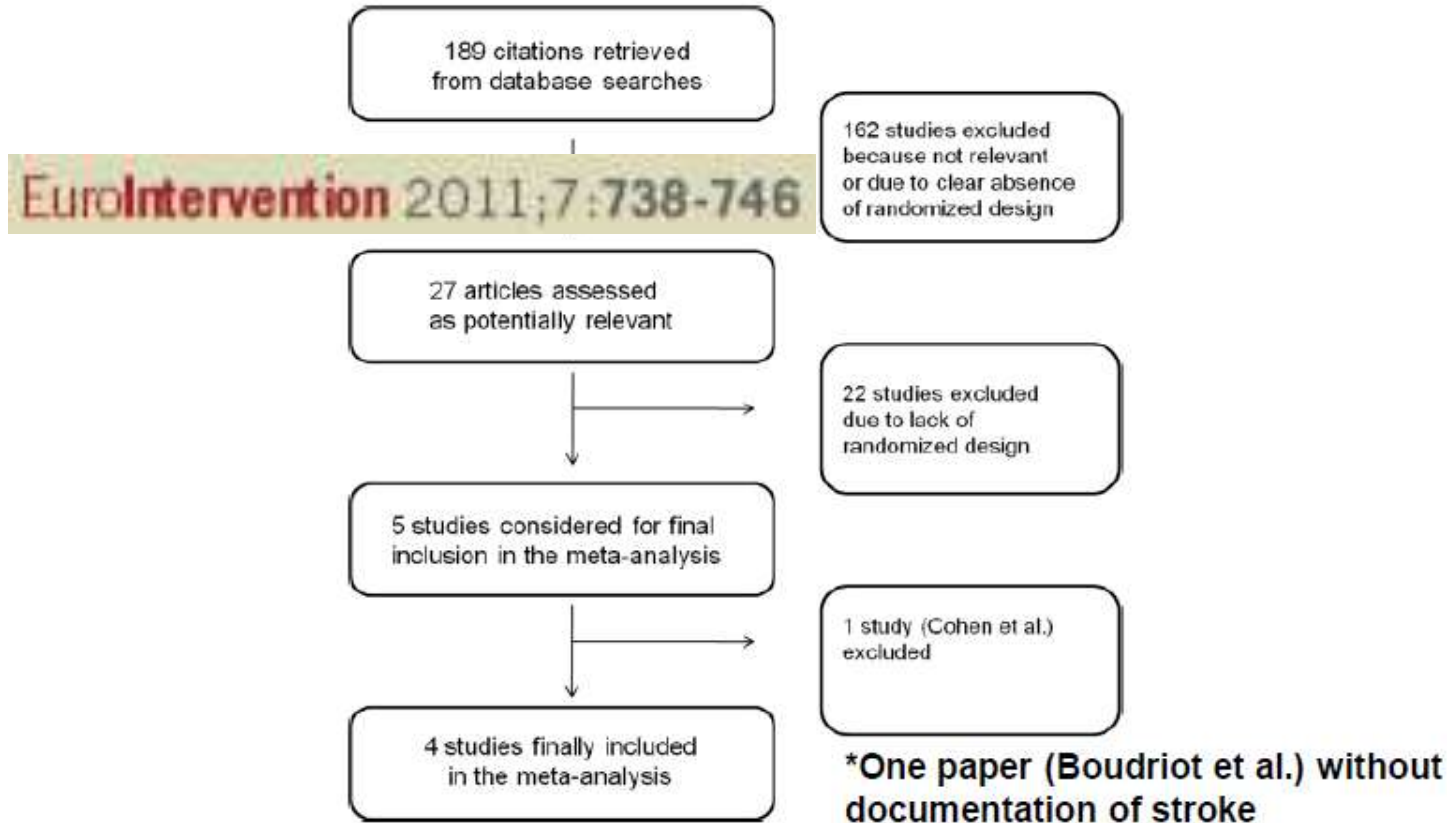 189 citations retrieved
from database searches
162 studies excluded
because not relevant
or due to clear absence
of randomized design
EuroIntervention 2011;7:738-746
27 articles assessed
as potentially relevant
22 studies excluded
due to lack of
randomized design
5 studies considered for final
inclusion in the meta-analysis
1 study (Cohen et al.)
excluded
4 studies finally included
in the meta-analysis
*One paper (Boudriot et al.) without
documentation of stroke